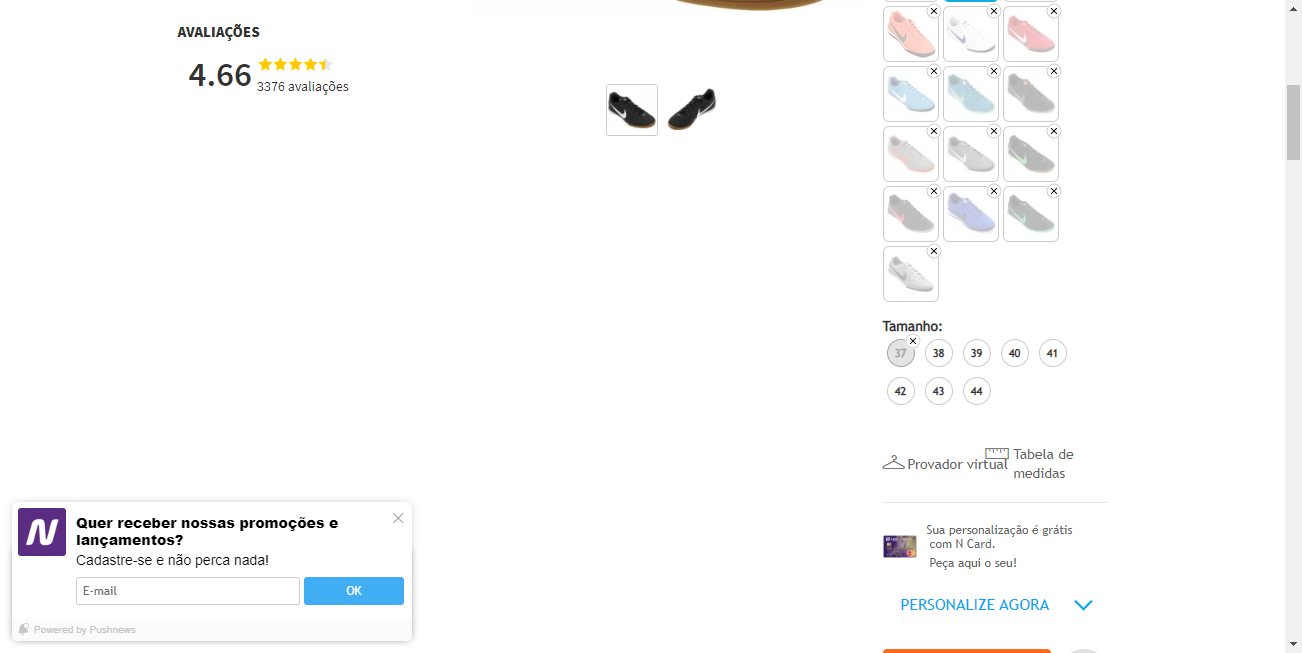 AVALIAÇÕES
4.66
3376 avaliações
Tamanho:
37 38 39 40 41
42 43 44
Provador virtual
Tabela de
medidas
Sua personalização é grátis
com N Card.
Peça aqui o seu!
PERSONALIZE AGORA
N
Quer receber nossas promoções e
lançamentos?
Cadastre-se e não perca nada!
E-mail
OK
Powered by Pushnews